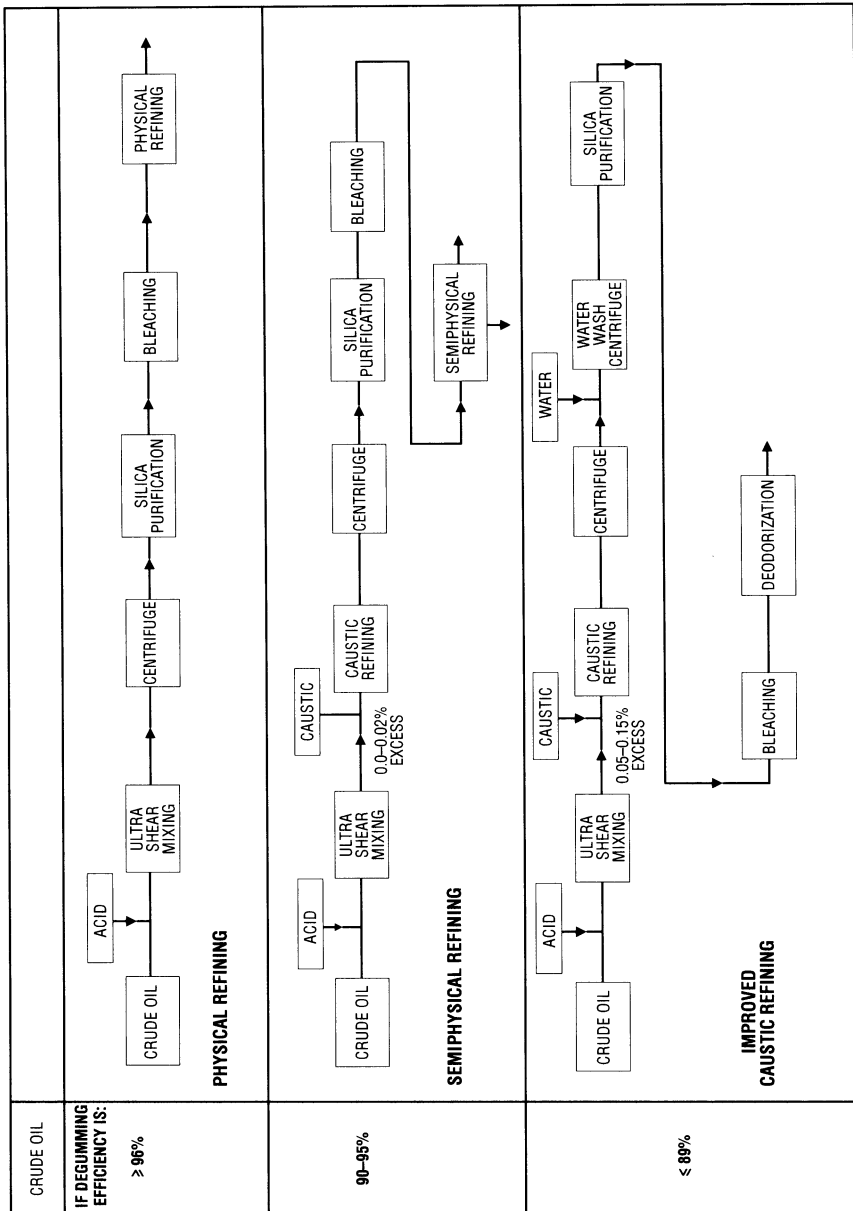 CRUDE OIL
IF DEGUMMING
EFFICIENCY IS:
≥ 96%
CRUDE OIL
ACID
ULTRA
SHEAR
MIXING
CENTRIFUGE
SILICA
PURIFICATION
BLEACHING
PHYSICAL
REFINING
PHYSICAL REFINING
90–95%
CRUDE OIL
ACID
ULTRA
SHEAR
MIXING
CAUSTIC
0.0–0.02%
EXCESS
CAUSTIC
REFINING
CENTRIFUGE
SILICA
PURIFICATION
BLEACHING
SEMIPHYSICAL
REFINING
SEMIPHYSICAL REFINING
≤ 89%
CRUDE OIL
ACID
ULTRA
SHEAR
MIXING
CAUSTIC
0.05–0.15%
EXCESS
CAUSTIC REFINING
CENTRIFUGE
WATER
WATER
WASH
CENTRIFUGE
SILICA
PURIFICATION
BLEACHING
DEODORIZATION
IMPROVED
CAUSTIC REFINING